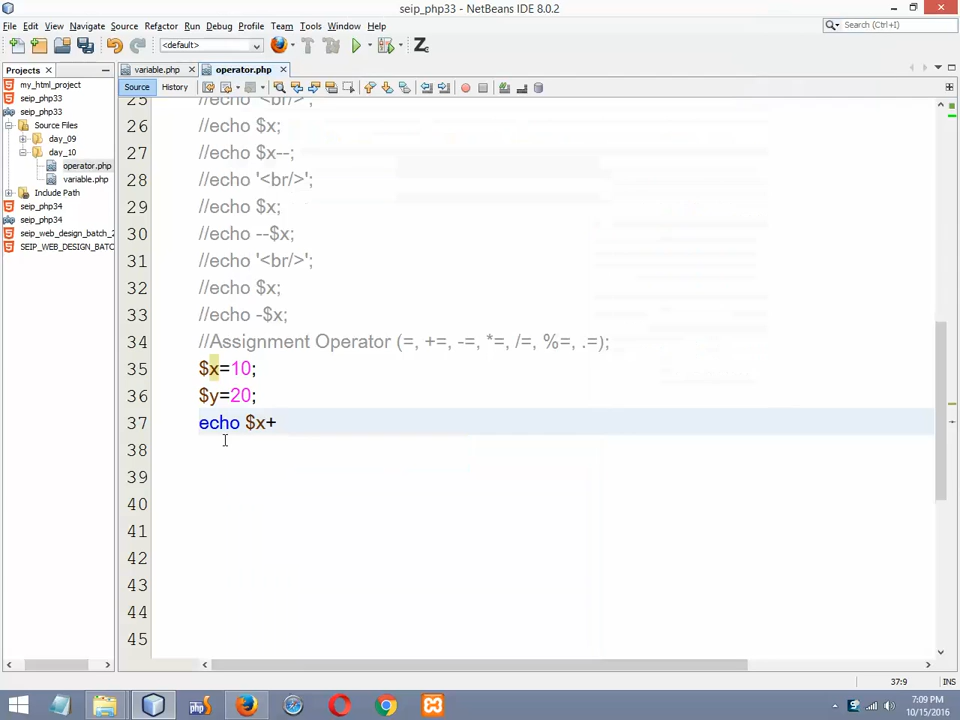 seip_php33 - NetBeans IDE 8.0.2
File Edit View Navigate Source Refactor Run Debug Profile Team Tools Window Help
Search (Ctrl+I)
<default>
Projects
variable.php
operator.php
Source
History
my_html_project
seip_php33
seip_php33
Source Files
day_09
day_10
operator.php
variable.php
Include Path
seip_php34
seip_php34
seip_web_design_batch_2
SEIP_WEB_DESIGN_BATC
25 //echo '<br/>';
26 //echo $x;
27 //echo $x--;
28 //echo '<br/>';
29 //echo $x;
30 //echo --$x;
31 //echo '<br/>';
32 //echo $x;
33 //echo -$x;
34 //Assignment Operator (=, +=, -=, *=, /=, %=, .=);
35 $x=10;
36 $y=20;
37 echo $x+
38
39
40
41
42
43
44
45
37:9
INS
php
7:09 PM
10/15/2016